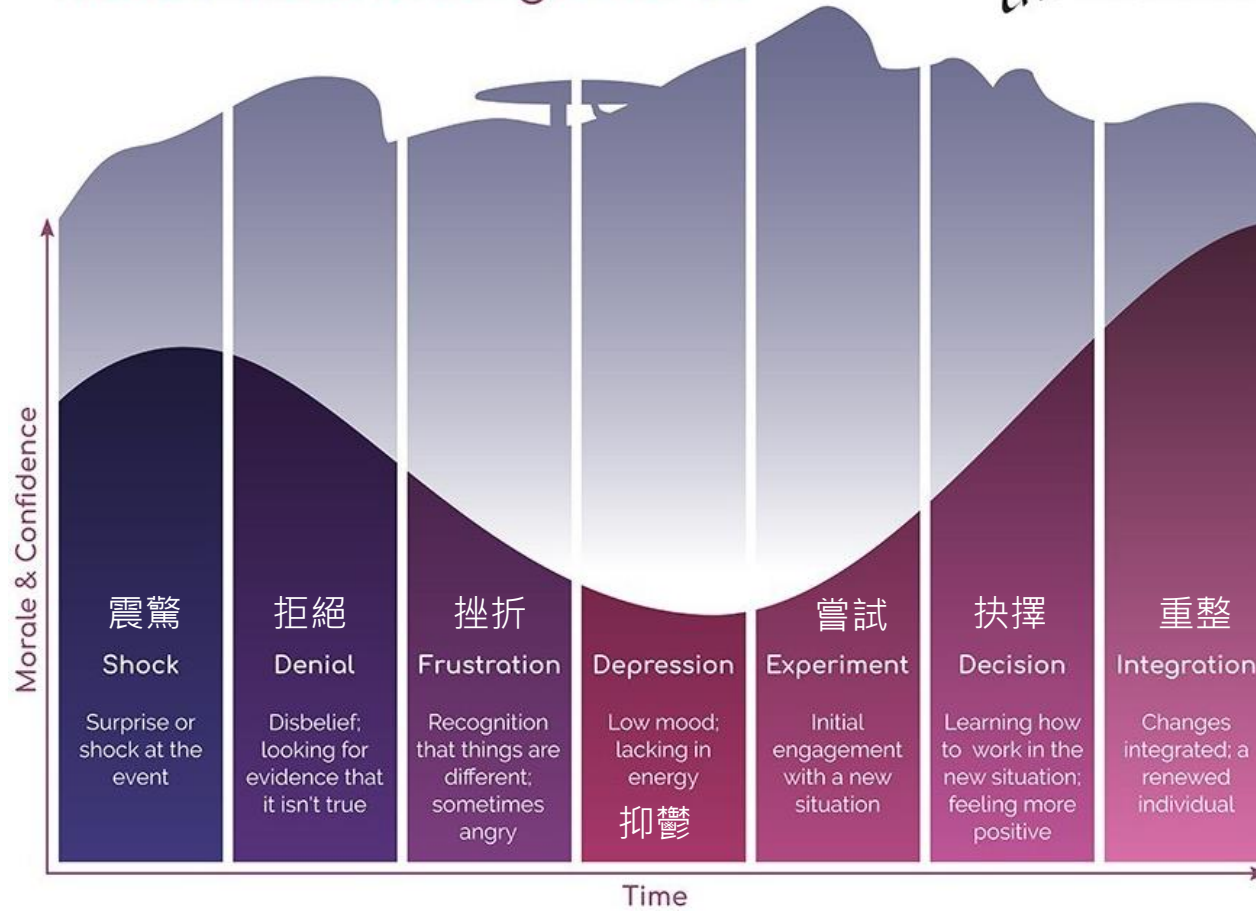 Morale & Confidence
震驚
Shock
Surprise or
shock at the
event
拒絕
Denial
Disbelief;
looking for
evidence that
it isn't true
挫折
Frustration
Recognition
that things are
different;
sometimes
angry
Depression
Low mood;
lacking in
energy
抑鬱
嘗試
Experiment
Initial
engagement
with a new
situation
抉擇
Decision
Learning how
to work in the
new situation;
feeling more
positive
重整
Integration
Changes
integrated; a
renewed
individual
Time